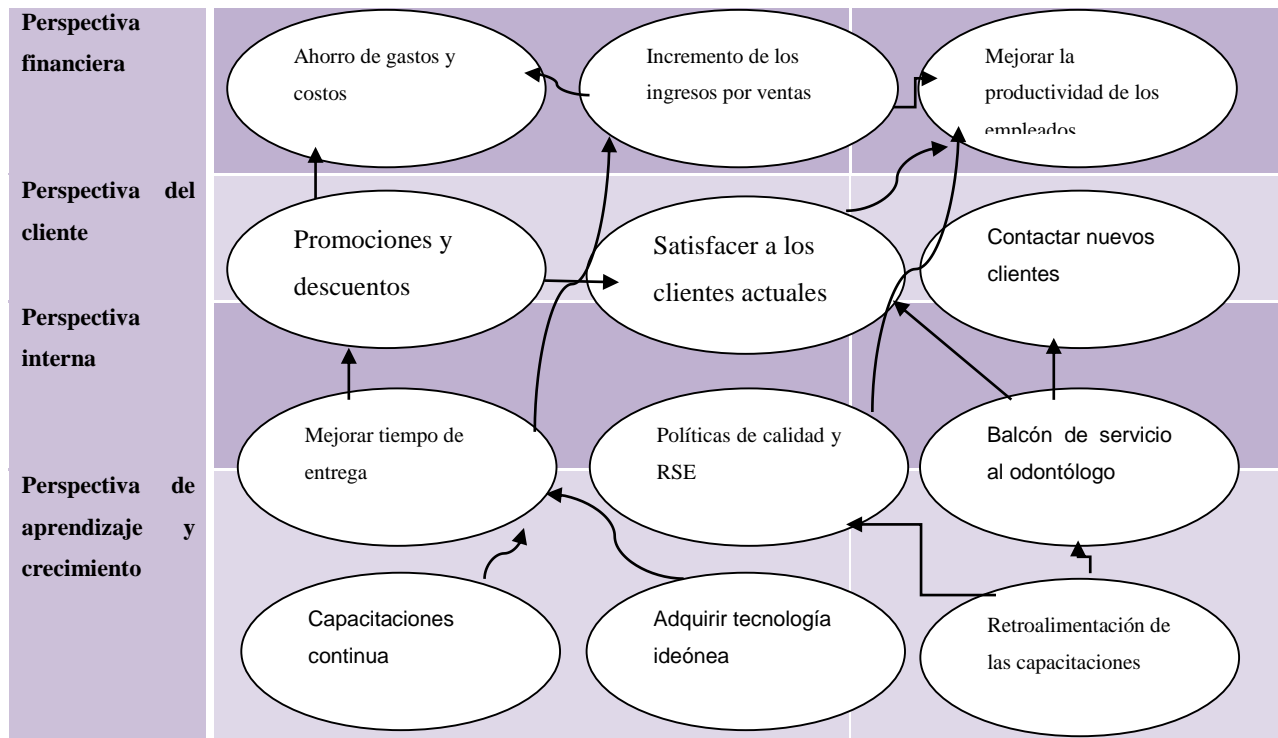 Perspectiva
financiera
Ahorro de gastos y
costos
Incremento de los
ingresos por ventas
Mejorar la
productividad de los
empleados
Perspectiva del
cliente
Promociones y
descuentos
Satisfacer a los
clientes actuales
Contactar nuevos
clientes
Perspectiva
interna
Mejorar tiempo de
entrega
Políticas de calidad y
RSE
Balcón de servicio
al odontólogo
Perspectiva de
aprendizaje y
crecimiento
Capacitaciones
continua
Adquirir tecnología
ideónea
Retroalimentación de
las capacitaciones